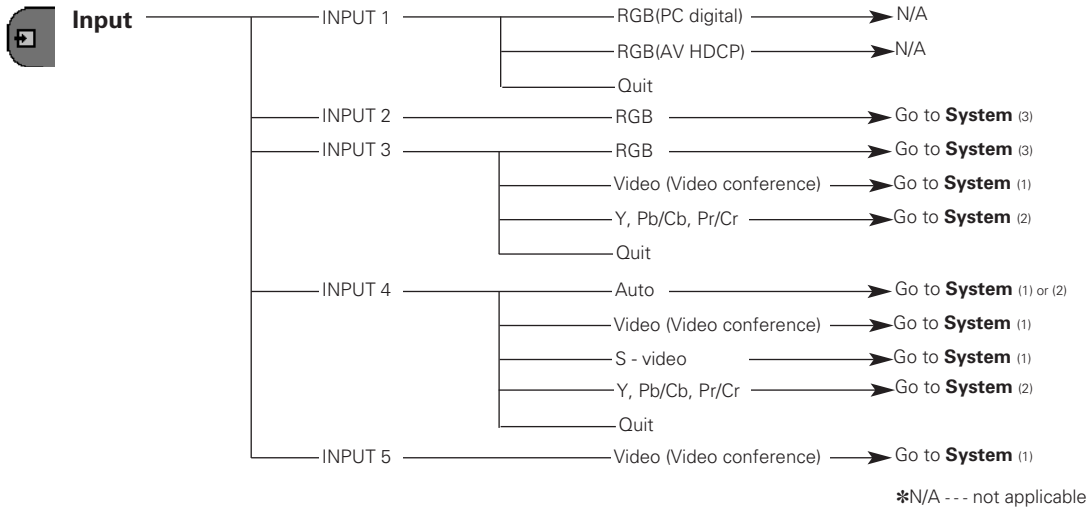 Input INPUT 1 RGB(PC digital) N/A
RGB(AV HDCP) N/A
Quit
INPUT 2 RGB Go to System (3)
INPUT 3 RGB Go to System (3)
Video (Video conference) Go to System (1)
Y, Pb/Cb, Pr/Cr Go to System (2)
Quit
INPUT 4 Auto Go to System (1) or (2)
Video (Video conference) Go to System (1)
S - video Go to System (1)
Y, Pb/Cb, Pr/Cr Go to System (2)
Quit
INPUT 5 Video (Video conference) Go to System (1)
✽N/A - - - not applicable